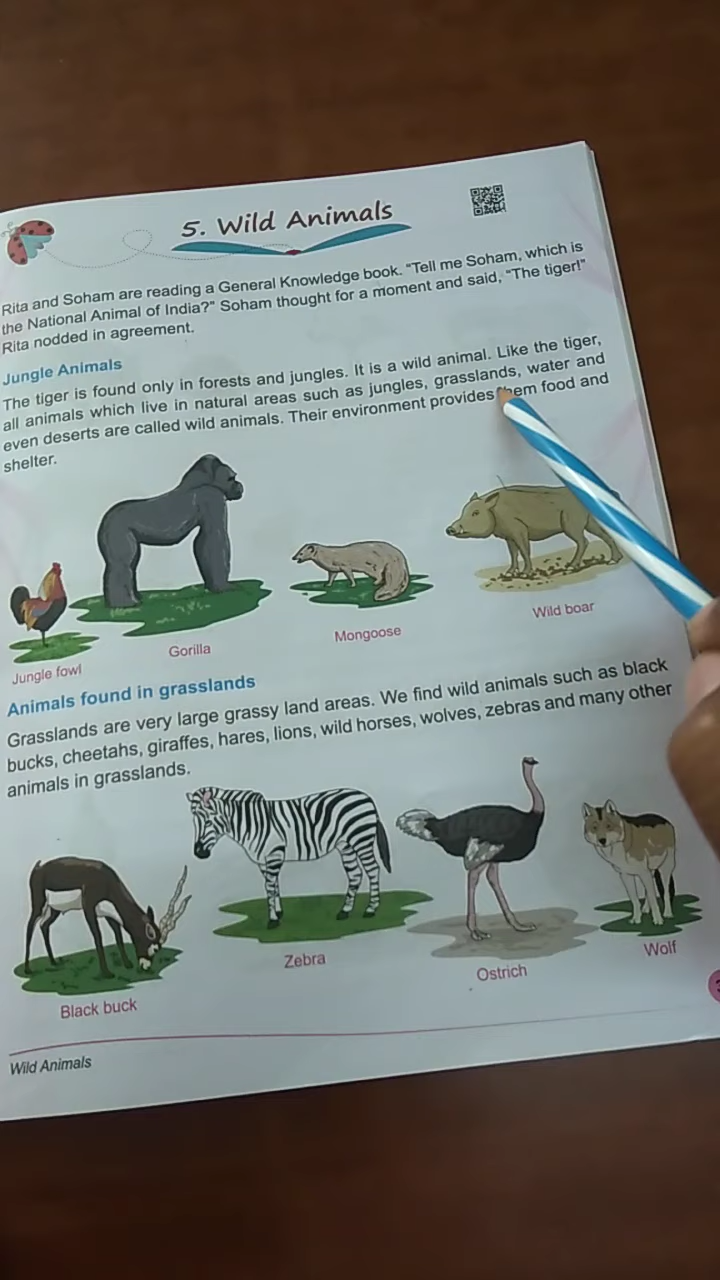 5. Wild Animals
Rita and Soham are reading a General Knowledge book. "Tell me Soham, which is
the National Animal of India?" Soham thought for a moment and said, "The tiger!"
Rita nodded in agreement.
Jungle Animals
The tiger is found only in forests and jungles. It is a wild animal. Like the tiger,
all animals which live in natural areas such as jungles, grasslands, water and
even deserts are called wild animals. Their environment provides them food and
shelter.
Jungle fowl
Gorilla
Mongoose
Wild boar
Animals found in grasslands
Grasslands are very large grassy land areas. We find wild animals such as black
bucks, cheetahs, giraffes, hares, lions, wild horses, wolves, zebras and many other
animals in grasslands.
Black buck
Zebra
Ostrich
Wolf
Wild Animals